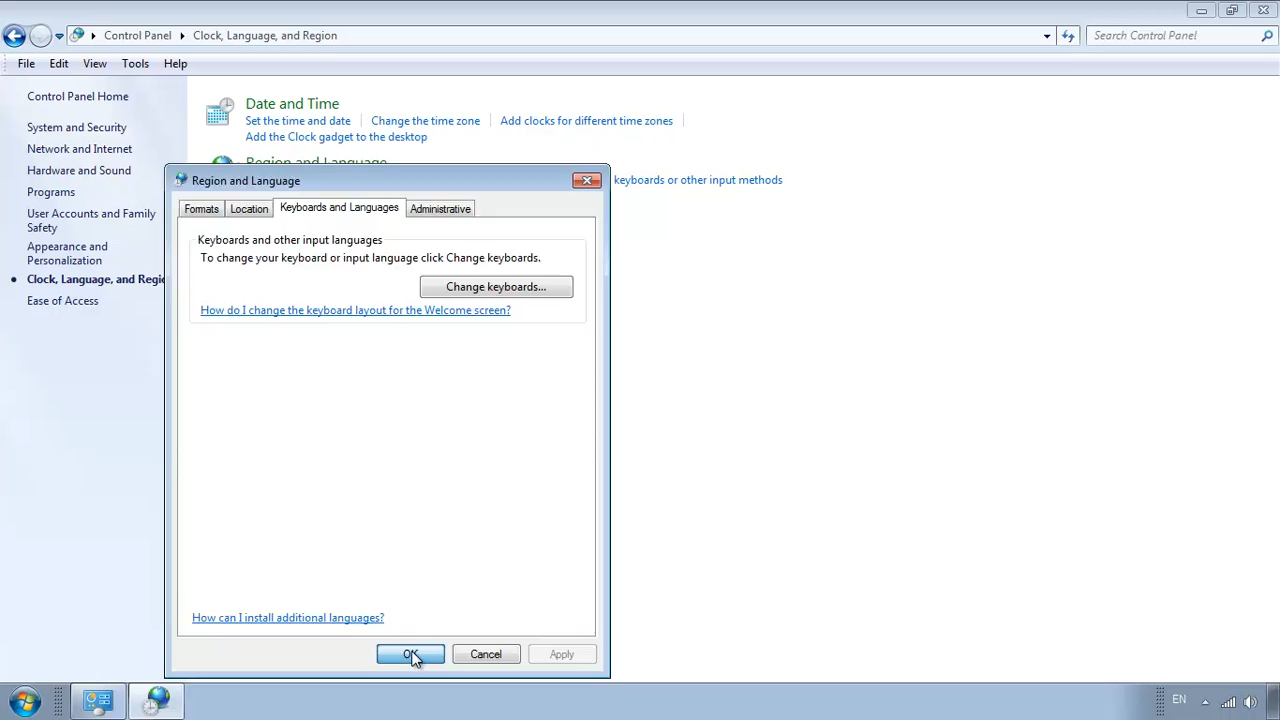 Control Panel Clock, Language, and Region Search Control Panel
File Edit View Tools Help
Control Panel Home
System and Security
Network and Internet
Hardware and Sound
Programs
User Accounts and Family
Safety
Appearance and
Personalization
Clock, Language, and Regio
Ease of Access
Date and Time
Set the time and date Change the time zone Add clocks for different time zones
Add the Clock gadget to the desktop
Region and Language
keyboards or other input methods
Region and Language
Formats Location Keyboards and Languages Administrative
Keyboards and other input languages
To change your keyboard or input language click Change keyboards.
Change keyboards...
How do I change the keyboard layout for the Welcome screen?
How can I install additional languages?
OK Cancel Apply
EN